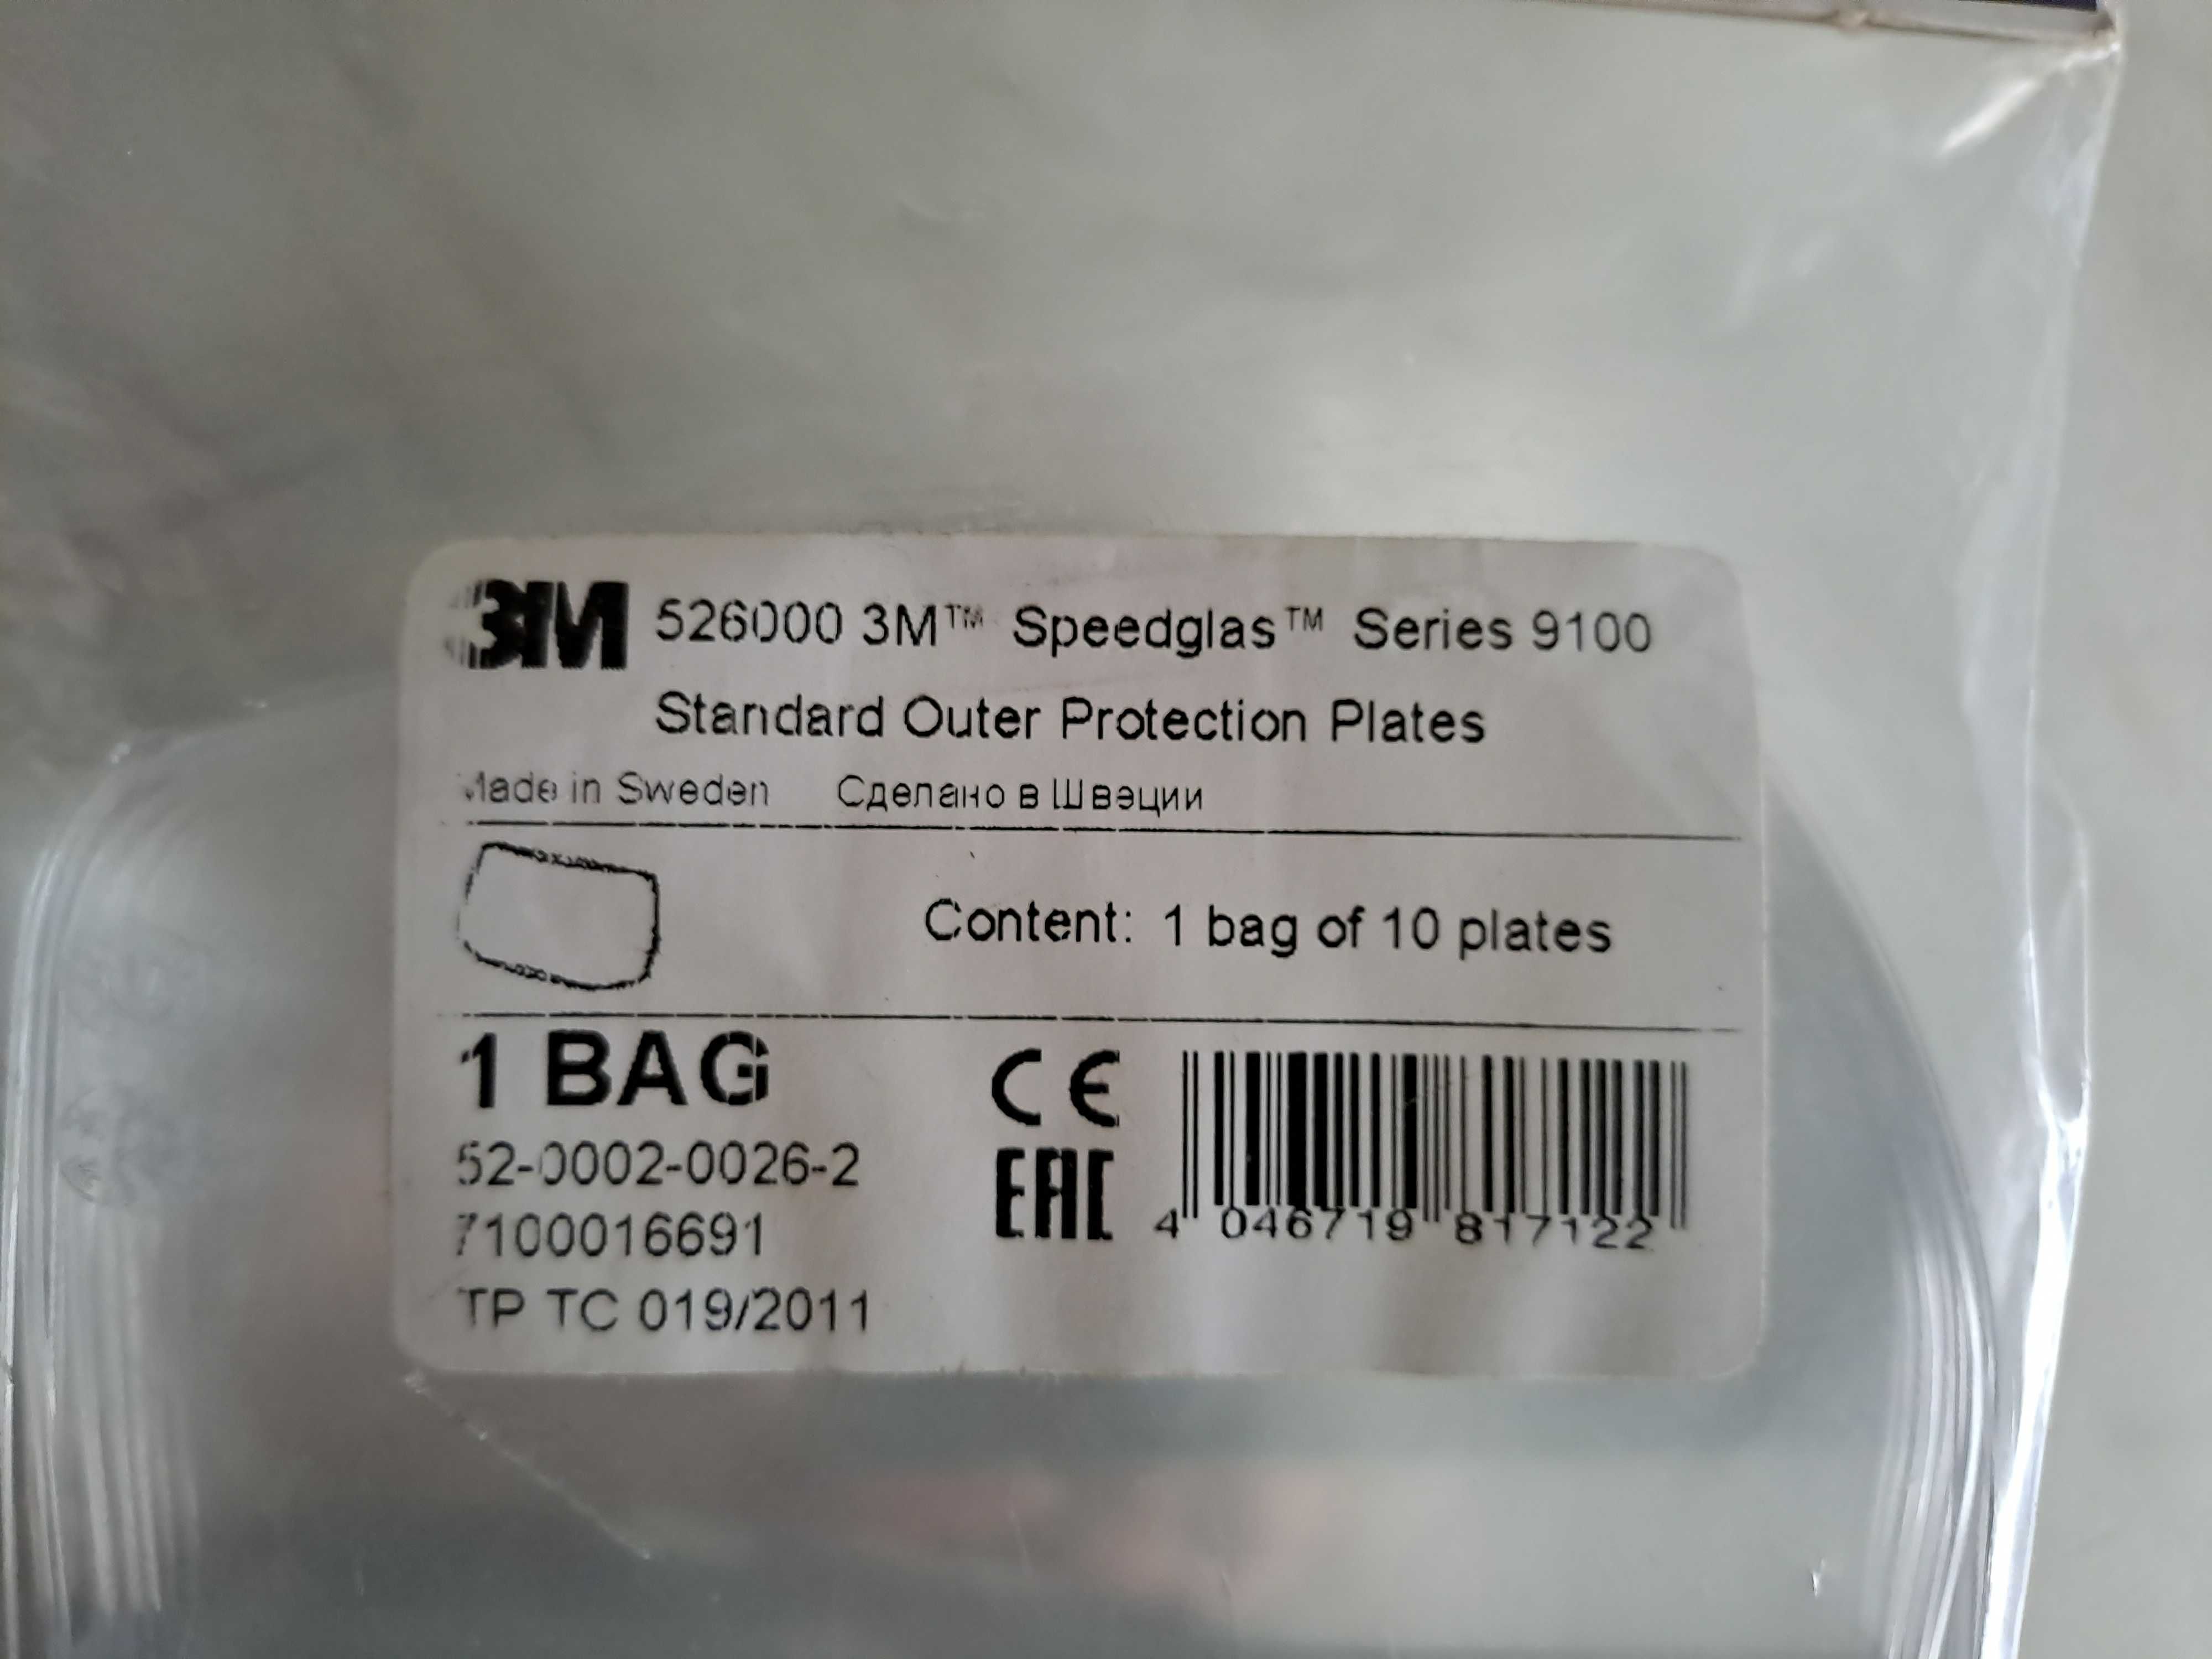 3M 526000 3M™ Speedglas™ Series 9100
Standard Outer Protection Plates
Made in Sweden Сделано в Швэции
Content: 1 bag of 10 plates
1 BAG
CE
52-0002-0026-2
EAC
7100016691
4 046719 817122
TP TC 019/2011